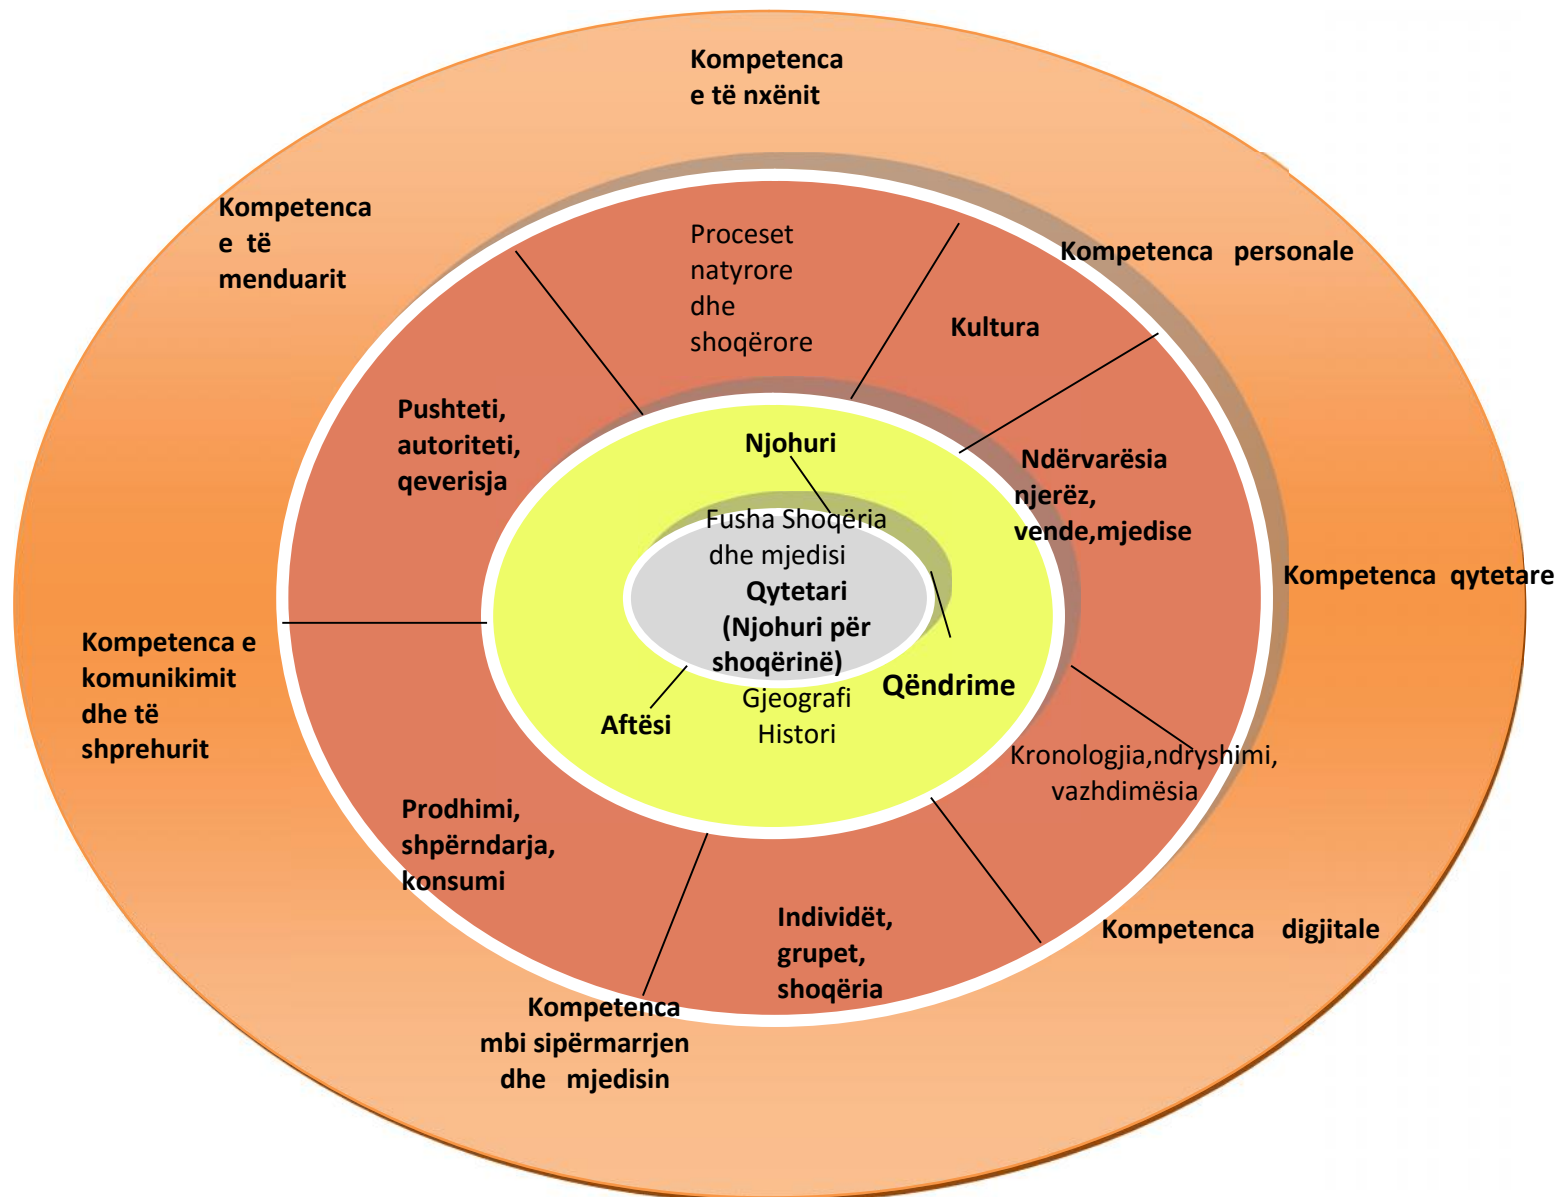 Kompetenca
e të nxënit
Kompetenca
e të
menduarit
Proceset
natyrore
dhe
shoqërore
Kompetenca personale
Kultura
Pushteti,
autoriteti,
qeverisja
Njohuri
Ndërvarësia
njerëz,
vende,mjedise
Fusha Shoqëria
dhe mjedisi
Qytetari
(Njohuri për
shoqërinë)
Gjeografi
Histori
Kompetenca qytetare
Kompetenca e
komunikimit
dhe të
shprehurit
Qëndrime
Aftësi
Kronologjia,ndryshimi,
vazhdimësia
Prodhimi,
shpërndarja,
konsumi
Individët,
grupet,
shoqëria
Kompetenca digjitale
Kompetenca
mbi sipërmarrjen
dhe mjedisin